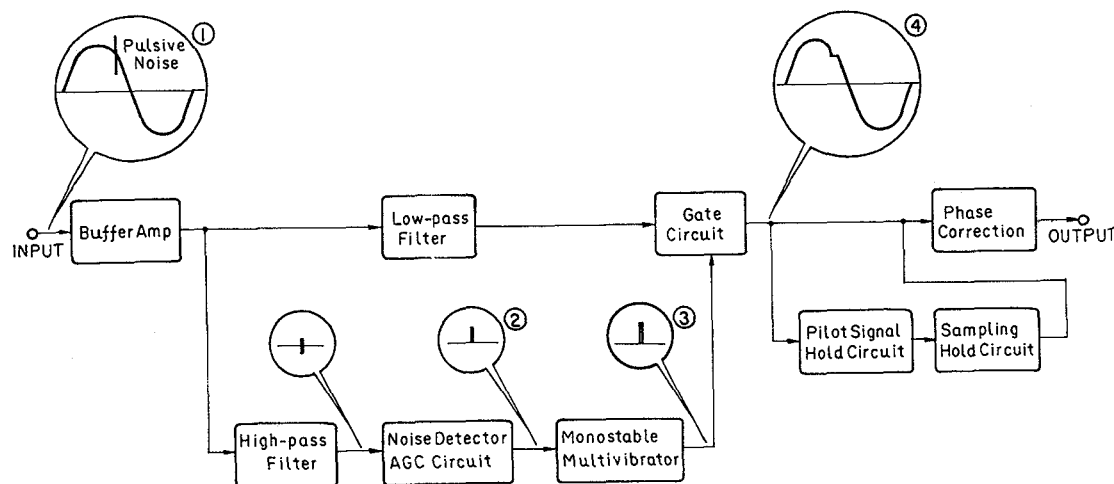 ①
Pulsive
Noise
④
INPUT
Buffer Amp
Low-pass
Filter
Gate
Circuit
Phase
Correction
OUTPUT
②
③
Pilot Signal
Hold Circuit
Sampling
Hold Circuit
High-pass
Filter
Noise Detector
AGC Circuit
Monostable
Multivibrator